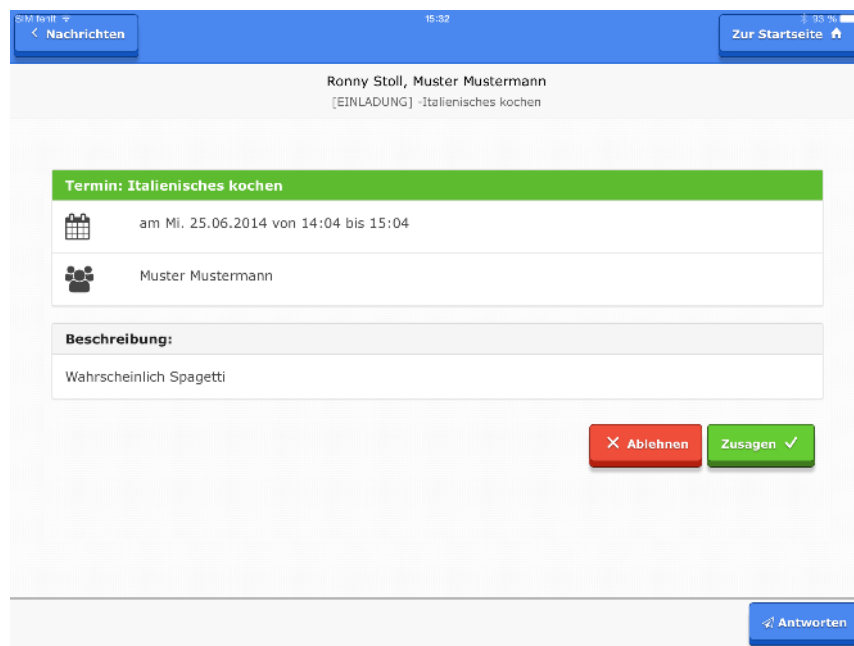 SIM fehlt 15:32 93 %
Nachrichten
Zur Startseite
Ronny Stoll, Muster Mustermann
[EINLADUNG] -Italienisches kochen
Termin: Italienisches kochen
am Mi. 25.06.2014 von 14:04 bis 15:04
Muster Mustermann
Beschreibung:
Wahrscheinlich Spagetti
Ablehnen
Zusagen
Antworten